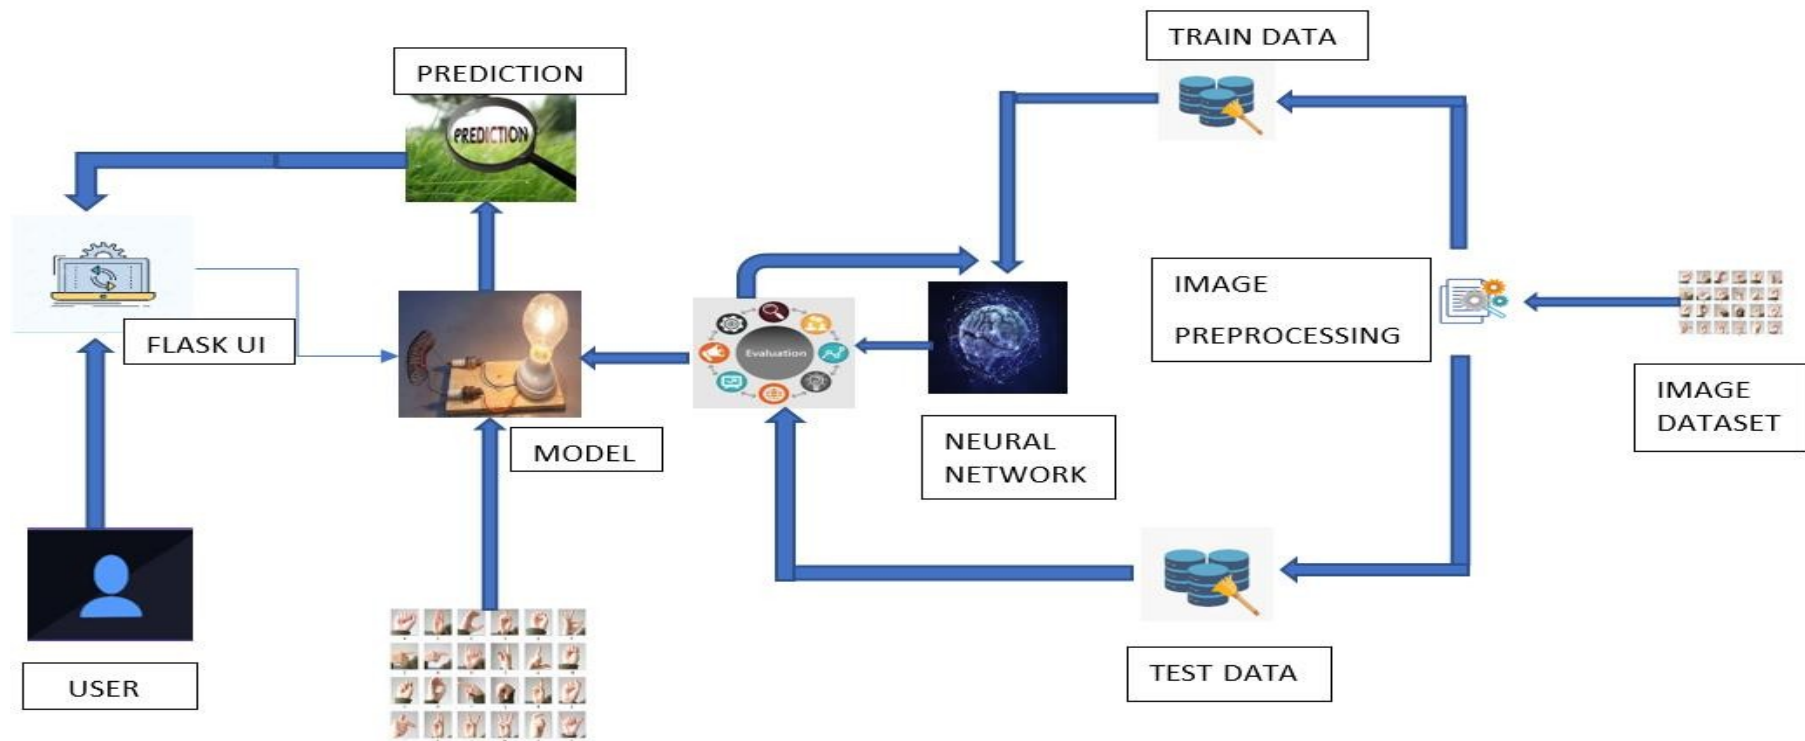 TRAIN DATA
PREDICTION
PREDICTION
IMAGE
PREPROCESSING
FLASK UI
Evaluation
IMAGE
DATASET
MODEL
NEURAL
NETWORK
TEST DATA
USER